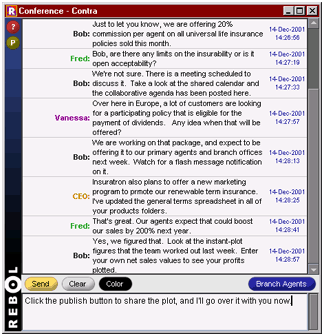 R Conference - Contra
?
P
Just to let you know, we are offering 20%
Bob: commission per agent on all universal life insurance
policies sold this month.
14-Dec-2001
14:26:56
Fred: Bob, are there any limits on the insurability or is it
open acceptability?
14-Dec-2001
14:27:19
We're not sure. There is a meeting scheduled to
Bob: discuss it. Take a look at the shared calendar and
the collaborative agenda has been posted here.
14-Dec-2001
14:27:33
Over here in Europe, a lot of customers are looking
Vanessa: for a participating policy that is eligible for the
payment of dividends. Any idea when that will be
offered?
14-Dec-2001
14:27:57
We are working on that package, and expect to be
Bob: offering it to our primary agents and branch offices
next week. Watch for a flash message notification
on it.
14-Dec-2001
14:28:13
Insuratron also plans to offer a new marketing
CEO: program to prmote our renewable term insurance.
I've updated the general terms spreadsheet in all of
your products folders.
14-Dec-2001
14:28:25
Fred: That's great. Our agents expect that could boost
our sales by 200% next year.
14-Dec-2001
14:28:41
Yes, we figured that. Look at the instant-plot
Bob: figures that the team worked out last week. Enter
your own net sales values to see your profits
plotted.
14-Dec-2001
14:28:57
Send Clear Color Branch Agents
REBOL
Click the publish button to share the plot, and I'll go over it with you now.